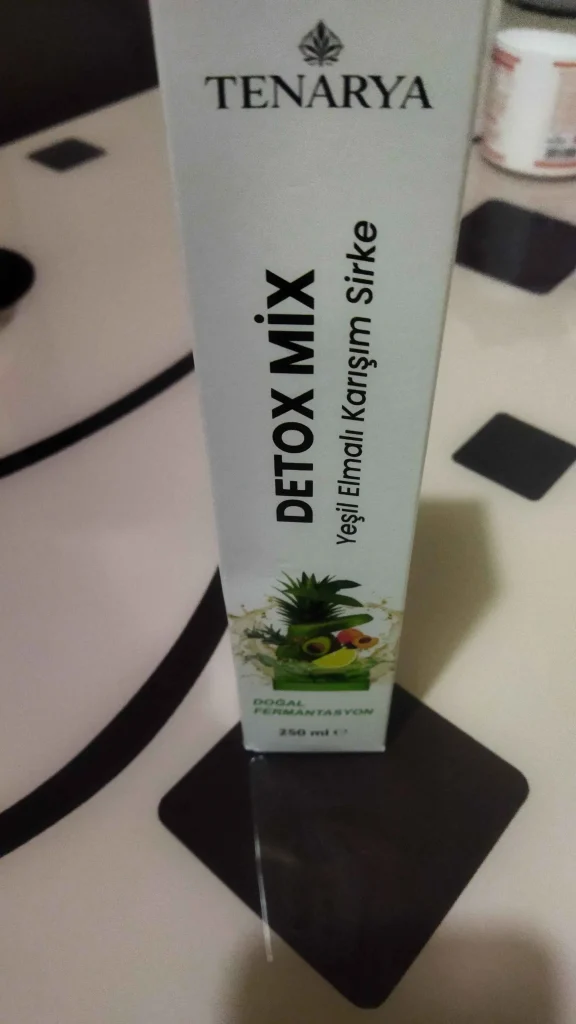 TENARYA
DETOX MİX
Yeşil Elmalı Karışım Sirke
DOĞAL
FERMANTASYON
250 ml e